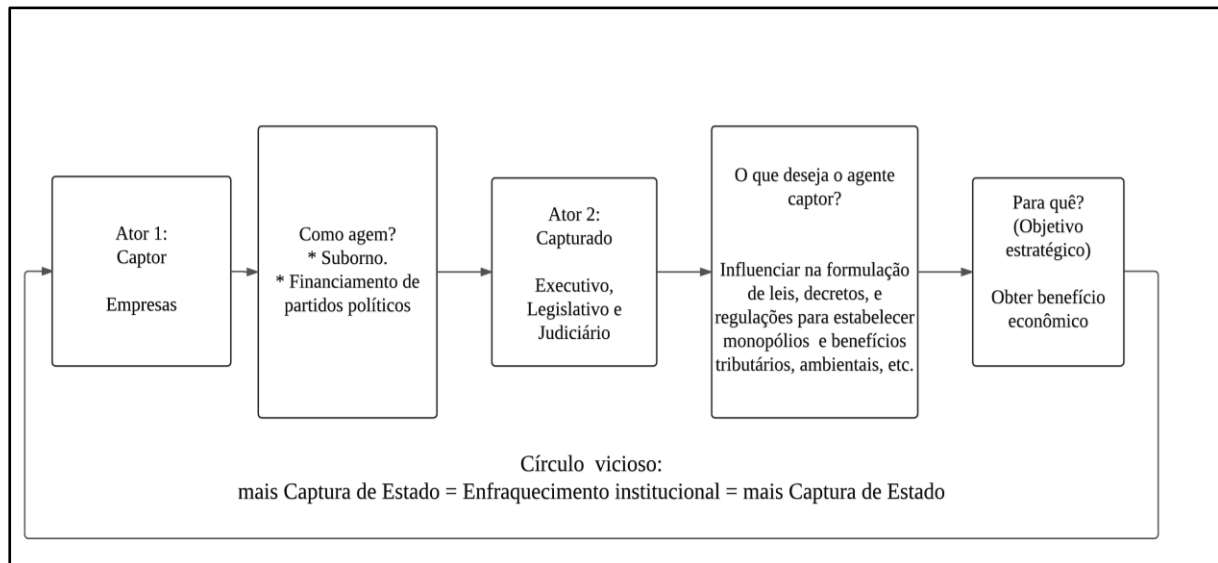 Ator 1:
Captor
Empresas
Como agem?
* Suborno.
* Financiamento de
partidos políticos
Ator 2:
Capturado
Executivo,
Legislativo e
Judiciário
O que deseja o agente
captor?
Influenciar na formulação
de leis, decretos, e
regulações para estabelecer
monopólios e benefícios
tributários, ambientais, etc.
Para quê?
(Objetivo
estratégico)
Obter benefício
econômico
Círculo vicioso:
mais Captura de Estado = Enfraquecimento institucional = mais Captura de Estado